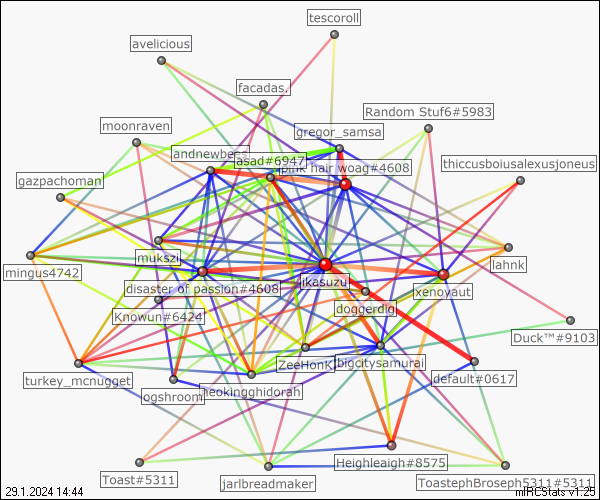 tescoroll
avelicious
facadas.
Random Stuf6#5983
moonraven
gregor_samsa
andnewbe
asad#6947
pink hair woag#4608
thiccusboiusalexusjoneus
gazpachoman
mukszi
lahnk
mingus4742
disaster of passion#4608
jkasuzu
xenoyaut
doggerdig
Knowun#6424
Duck™#9103
ZeeHonK
bigcitysamurai
turkey_mcnugget
ogshroom
neokingghidorah
default#0617
Heighleaigh#8575
Toast#5311
jarlbreadmaker
ToastephBroseph5311#5311
29.1.2024 14:44
mIRCStats v1.25